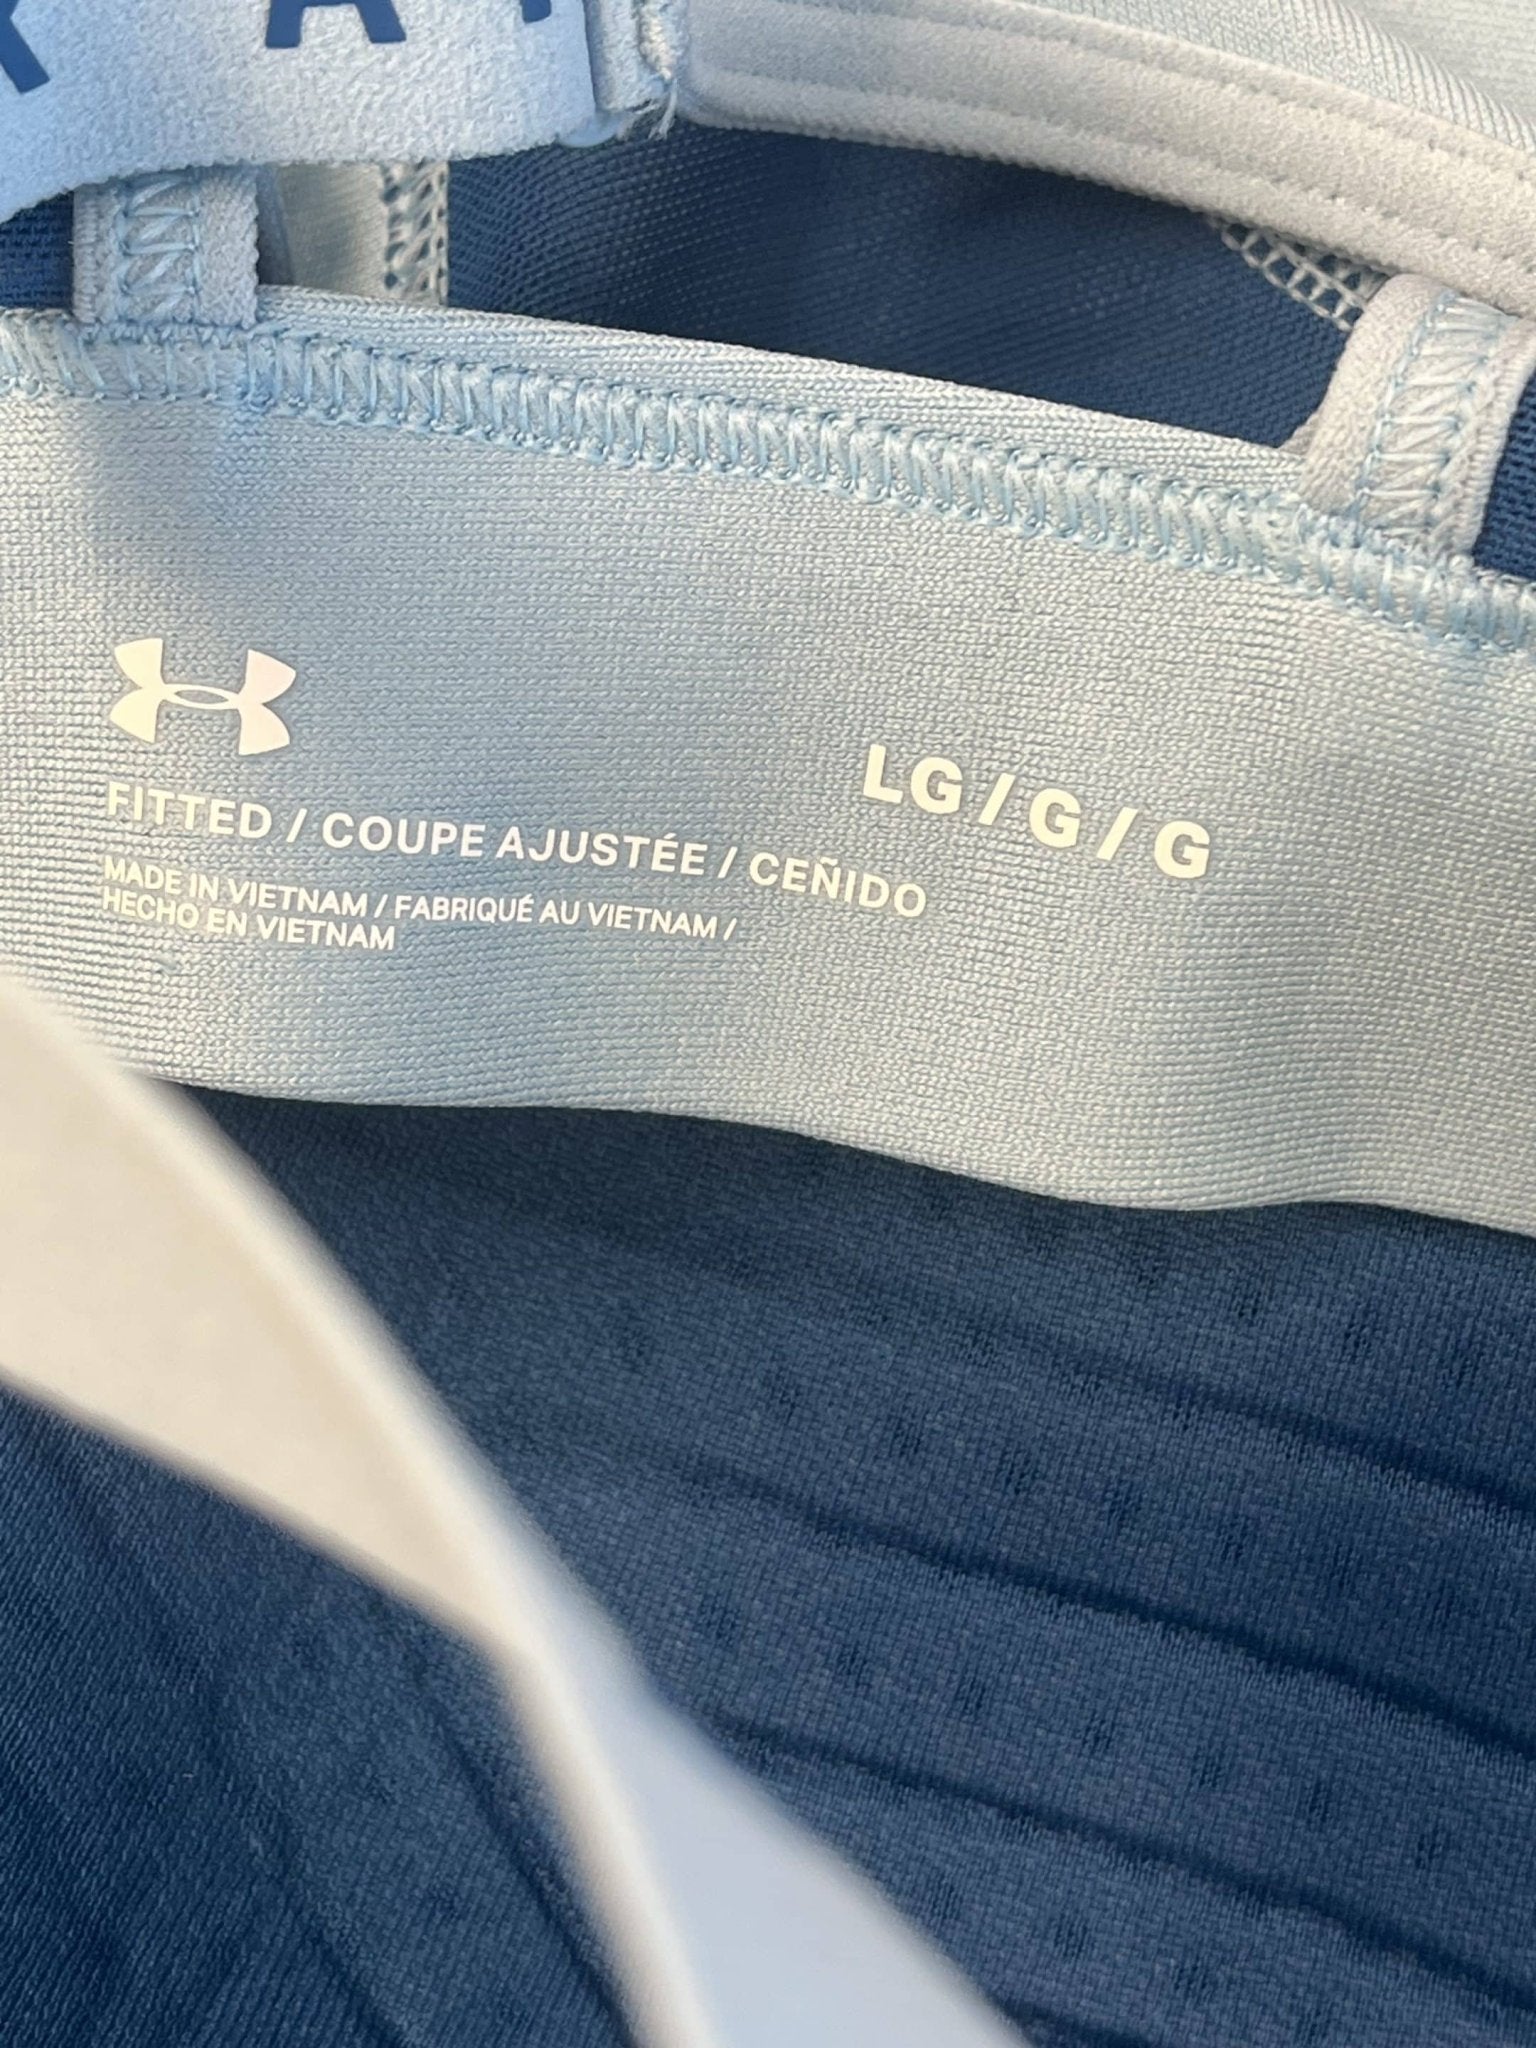 LG / G / G
FITTED / COUPE AJUSTÉE / CEÑIDO
MADE IN VIETNAM / FABRIQUÉ AU VIETNAM /
HECHO EN VIETNAM